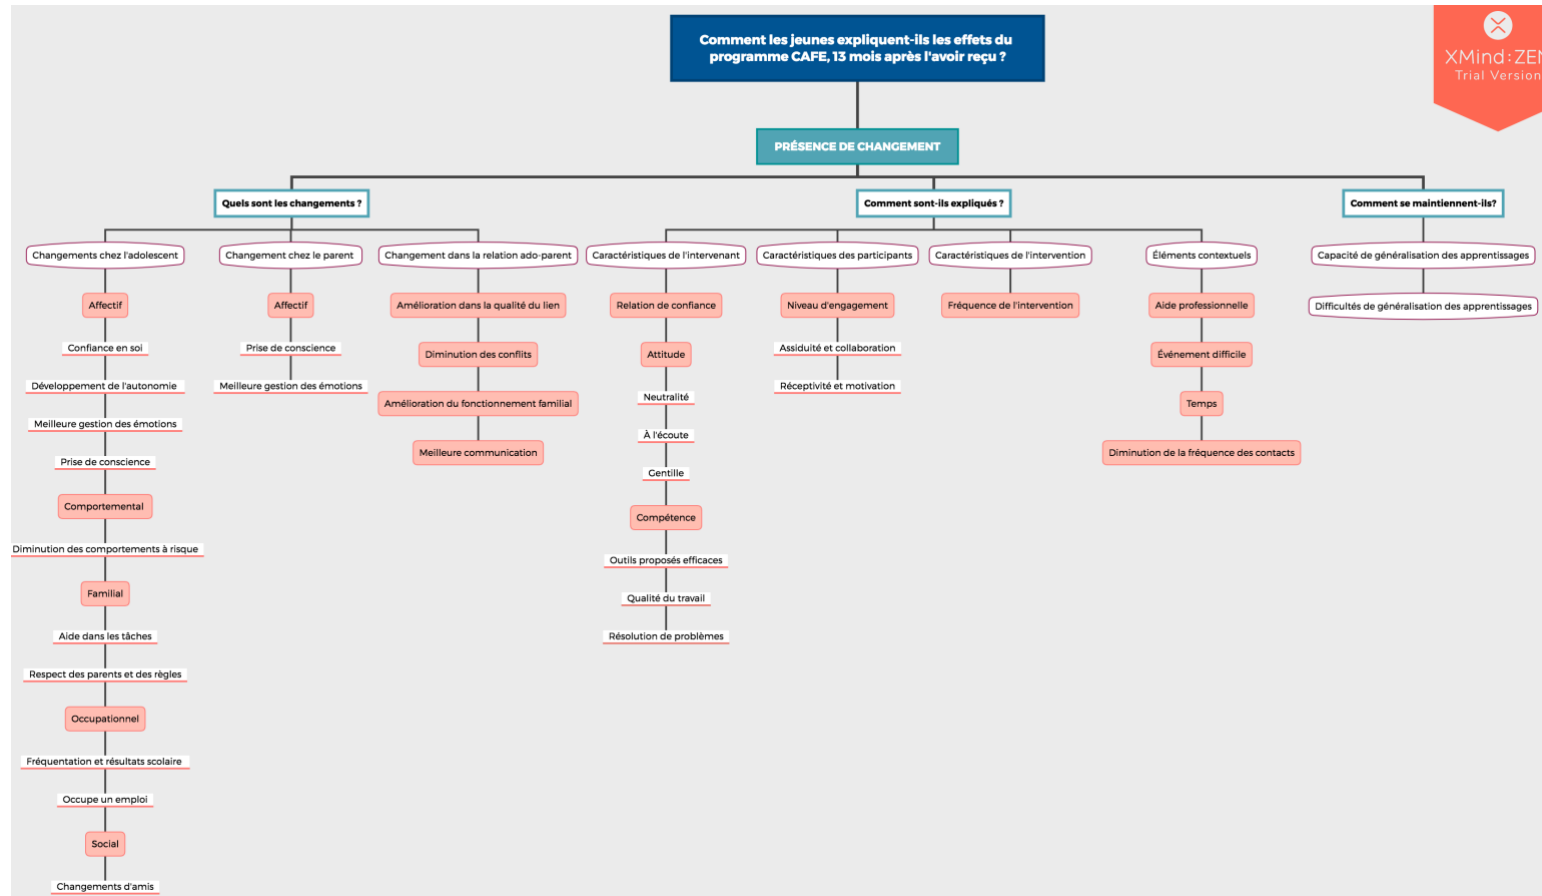 Comment les jeunes expliquent-ils les effets du
programme CAFE, 13 mois après l'avoir reçu ?
XMind:ZEN
Trial Version
PRÉSENCE DE CHANGEMENT
Quels sont les changements ?
Comment sont-ils expliqués ?
Comment se maintiennent-ils?
Changements chez l'adolescent
Affectif
Confiance en soi
Développement de l'autonomie
Meilleure gestion des émotions
Prise de conscience
Comportemental
Diminution des comportements à risque
Familial
Aide dans les tâches
Respect des parents et des règles
Occupationnel
Fréquentation et résultats scolaire
Occupe un emploi
Social
Changements d'amis
Changement chez le parent
Affectif
Prise de conscience
Meilleure gestion des émotions
Changement dans la relation ado-parent
Amélioration dans la qualité du lien
Diminution des conflits
Amélioration du fonctionnement familial
Meilleure communication
Caractéristiques de l'intervenant
Relation de confiance
Attitude
Neutralité
À l'écoute
Gentille
Compétence
Outils proposés efficaces
Qualité du travail
Résolution de problèmes
Caractéristiques des participants
Niveau d'engagement
Assiduité et collaboration
Réceptivité et motivation
Caractéristiques de l'intervention
Fréquence de l'intervention
Éléments contextuels
Aide professionnelle
Événement difficile
Temps
Diminution de la fréquence des contacts
Capacité de généralisation des apprentissages
Difficultés de généralisation des apprentissages